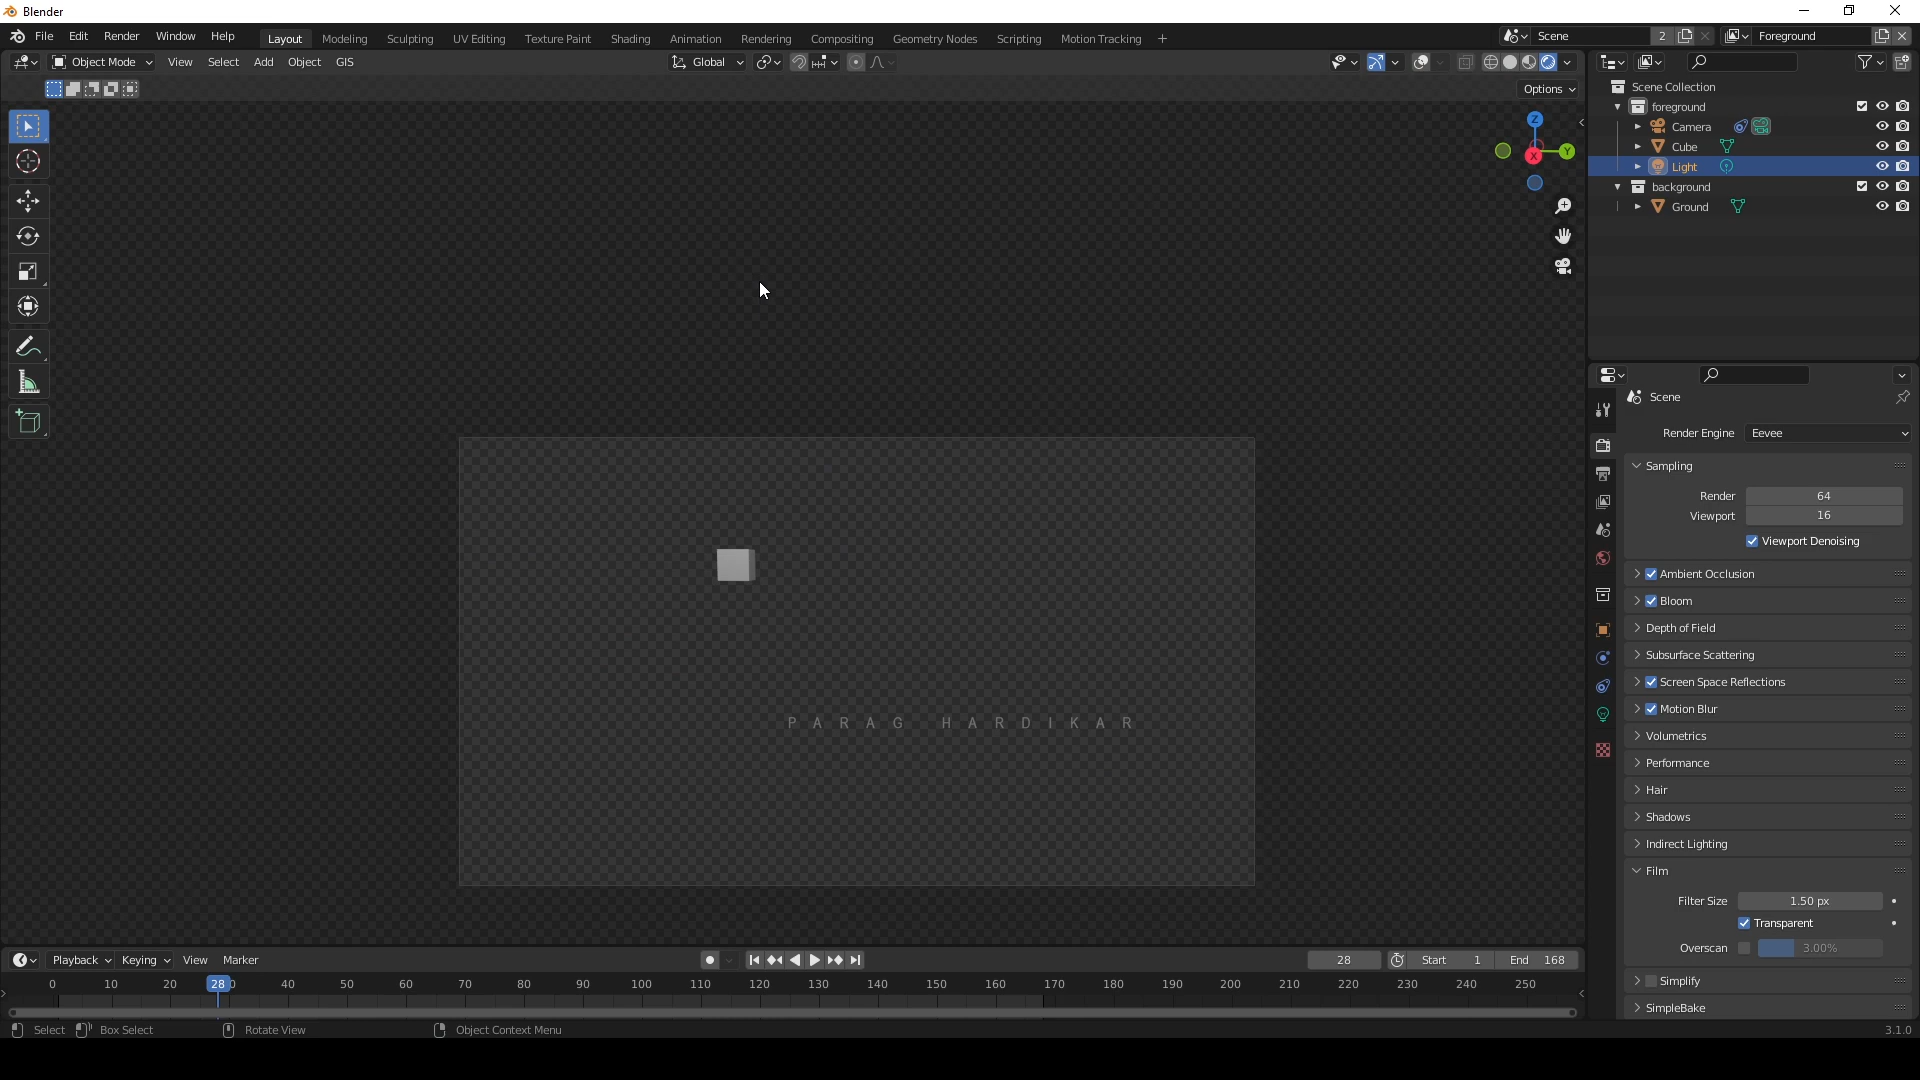 Blender
File Edit Render Window Help Layout Modeling Sculpting UV Editing Texture Paint Shading Animation Rendering Compositing Geometry Nodes Scripting Motion Tracking + Scene 2 Foreground
Object Mode View Select Add Object GIS Global
Options
Z
Y
X
Scene Collection
foreground
Camera
Cube
Light
background
Ground
Scene
Render Engine Eevee
Sampling
Render 64
Viewport 16
Viewport Denoising
Ambient Occlusion
Bloom
Depth of Field
Subsurface Scattering
Screen Space Reflections
Motion Blur
Volumetrics
Performance
Hair
Shadows
Indirect Lighting
Film
Filter Size 1.50 px
Transparent
Overscan 3.00%
Simplify
SimpleBake
PARAG HARDIKAR
Playback Keying View Marker 28 Start 1 End 168
0 10 20 28 40 50 60 70 80 90 100 110 120 130 140 150 160 170 180 190 200 210 220 230 240 250
Select Box Select Rotate View Object Context Menu 3.1.0